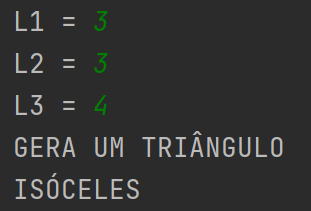 L1 = 3
L2 = 3
L3 = 4
GERA UM TRIÂNGULO
ISÓCELES